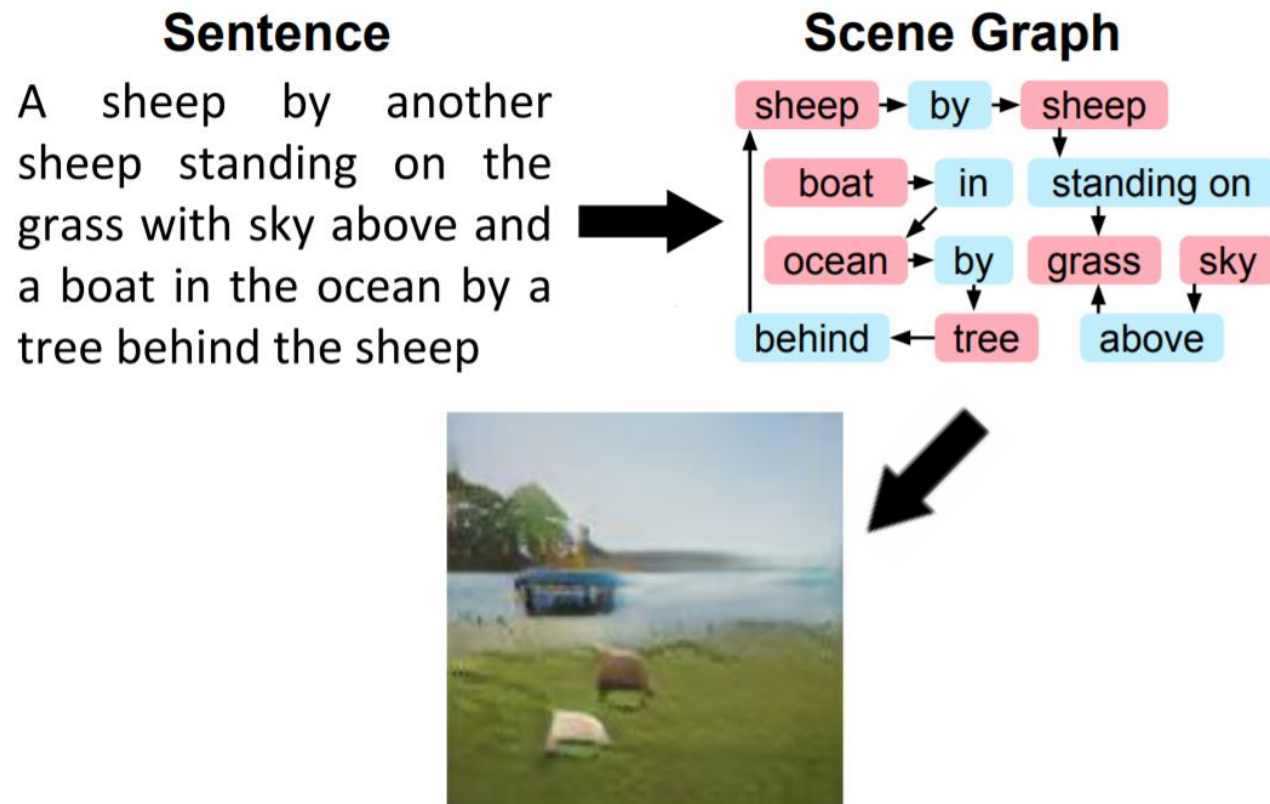 Sentence
A sheep by another
sheep standing on the
grass with sky above and
a boat in the ocean by a
tree behind the sheep
Scene Graph
sheep by sheep
boat in standing on
ocean by grass sky
behind tree above